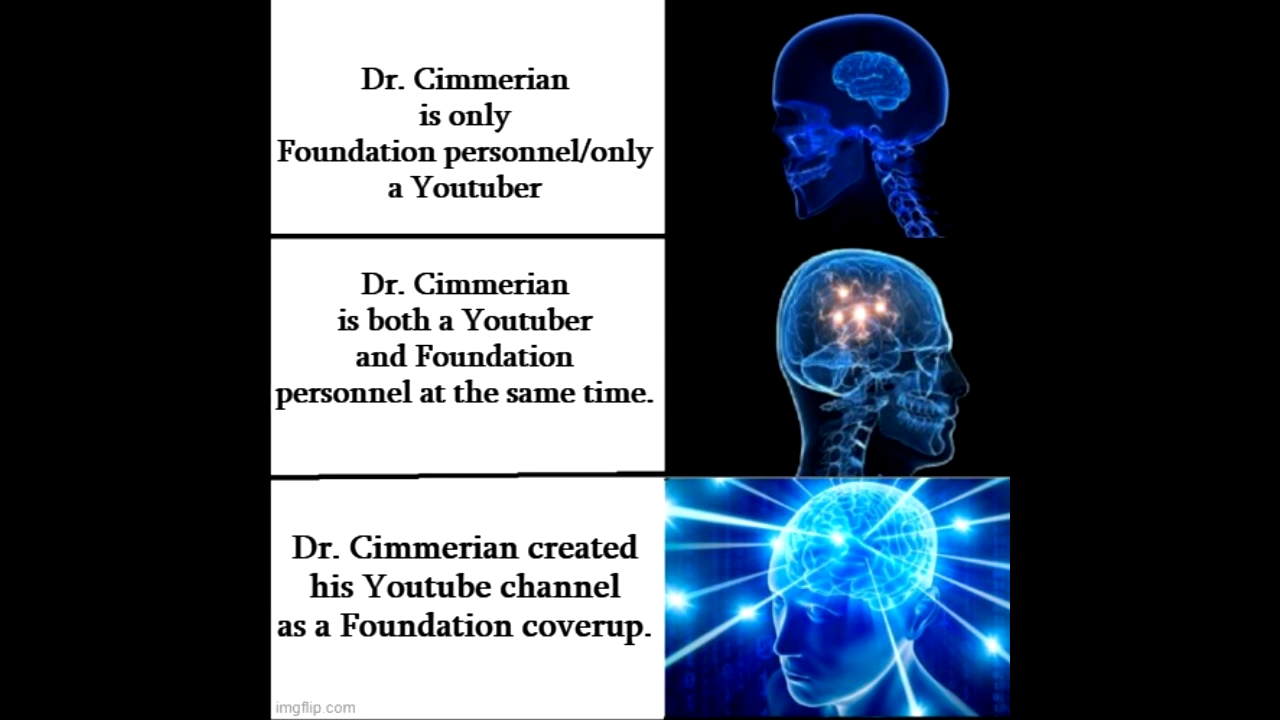 Dr. Cimmerian
is only
Foundation personnel/only
a Youtuber
Dr. Cimmerian
is both a Youtuber
and Foundation
personnel at the same time.
Dr. Cimmerian created
his Youtube channel
as a Foundation coverup.
imgflip.com